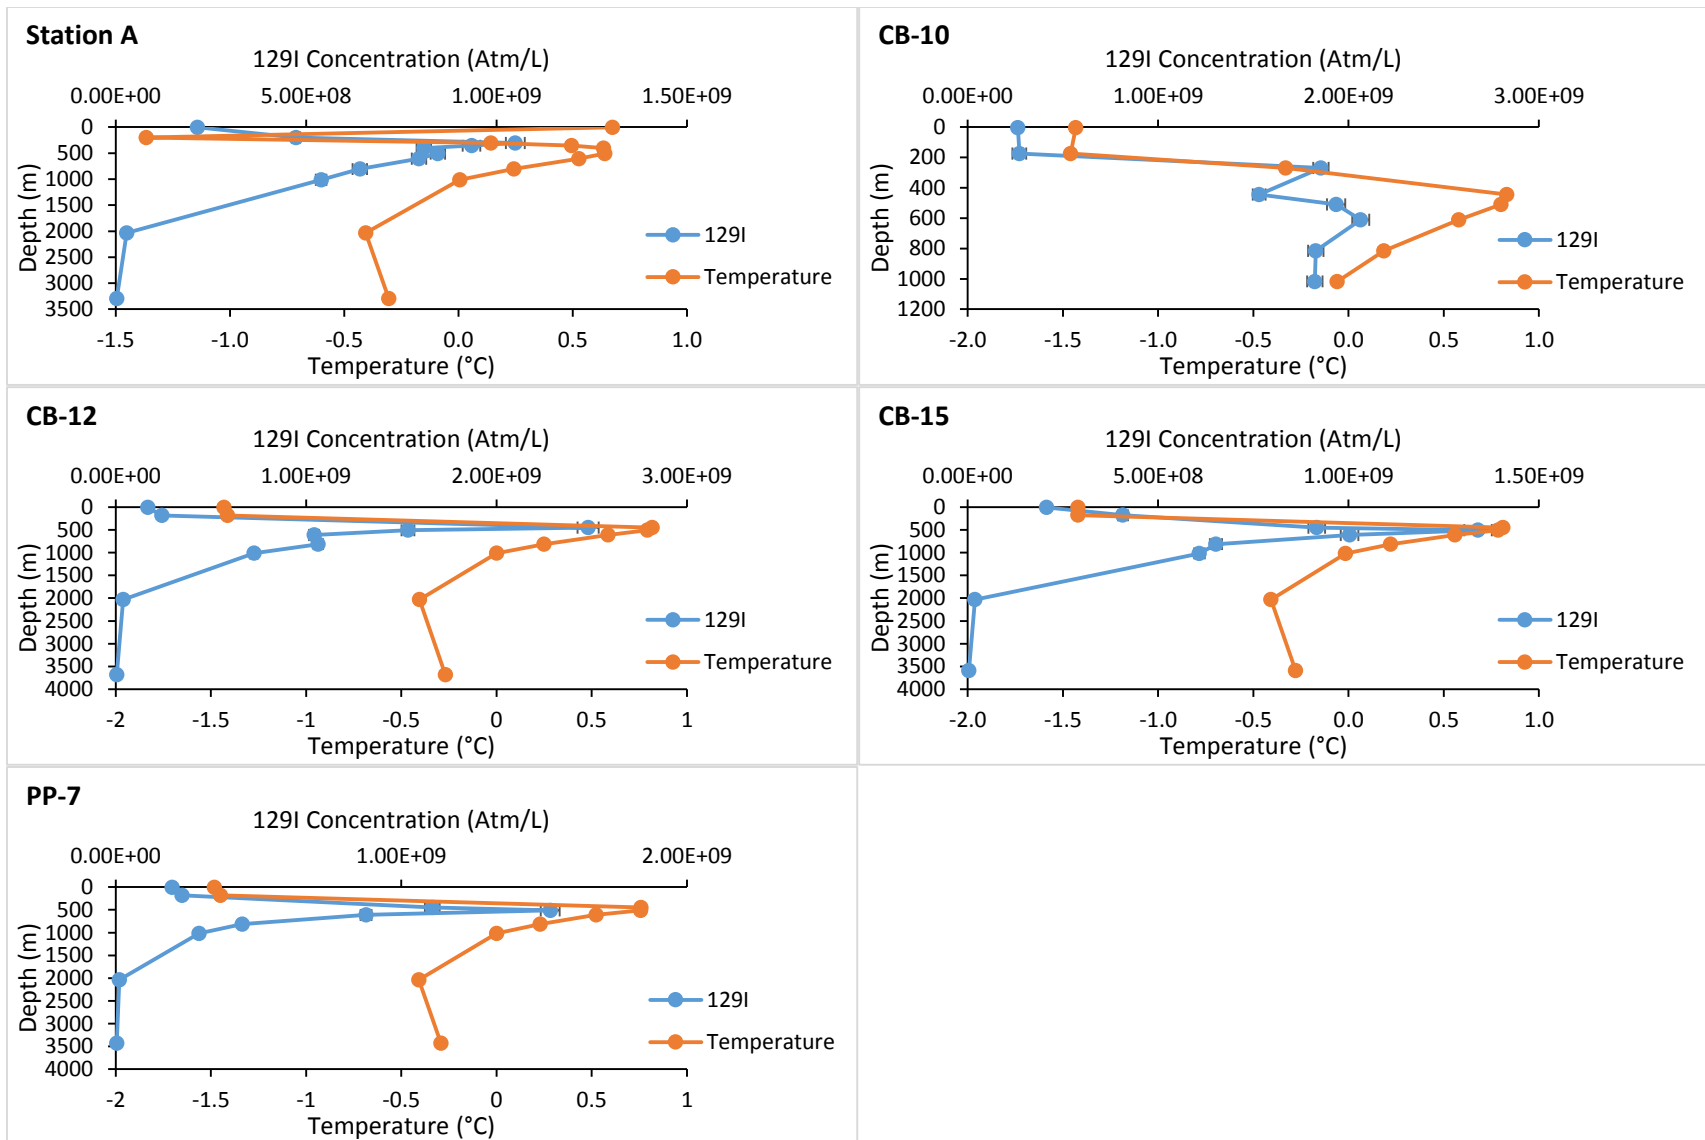 Station A
129I Concentration (Atm/L)
0.00E+00 5.00E+08 1.00E+09 1.50E+09
0
500
1000
1500
2000
2500
3000
3500
Depth (m)
129I
Temperature
-1.5 -1.0 -0.5 0.0 0.5 1.0
Temperature (°C)
CB-10
129I Concentration (Atm/L)
0.00E+00 1.00E+09 2.00E+09 3.00E+09
0
200
400
600
800
1000
1200
Depth (m)
129I
Temperature
-2.0 -1.5 -1.0 -0.5 0.0 0.5 1.0
Temperature (°C)
CB-12
129I Concentration (Atm/L)
0.00E+00 1.00E+09 2.00E+09 3.00E+09
0
500
1000
1500
2000
2500
3000
3500
4000
Depth (m)
129I
Temperature
-2 -1.5 -1 -0.5 0 0.5 1
Temperature (°C)
CB-15
129I Concentration (Atm/L)
0.00E+00 5.00E+08 1.00E+09 1.50E+09
0
500
1000
1500
2000
2500
3000
3500
4000
Depth (m)
129I
Temperature
-2.0 -1.5 -1.0 -0.5 0.0 0.5 1.0
Temperature (°C)
PP-7
129I Concentration (Atm/L)
0.00E+00 1.00E+09 2.00E+09
0
500
1000
1500
2000
2500
3000
3500
4000
Depth (m)
129I
Temperature
-2 -1.5 -1 -0.5 0 0.5 1
Temperature (°C)